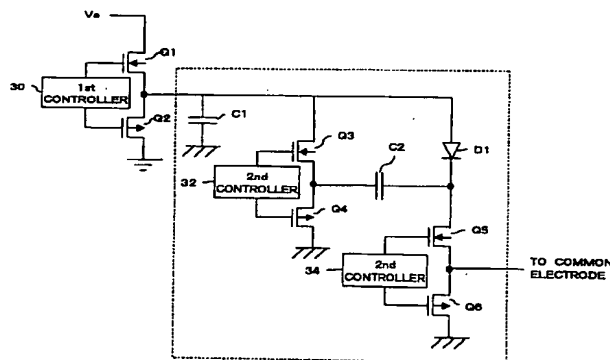 Va
Q1
30
1st
CONTROLLER
Q2
C1
Q3
C2
D1
32
2nd
CONTROLLER
Q4
Q5
34
2nd
CONTROLLER
TO COMMON
ELECTRODE
Q6